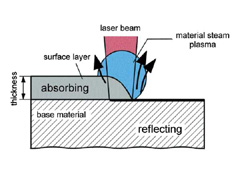 laser beam
material steam
plasma
surface layer
thickness
absorbing
base material
reflecting